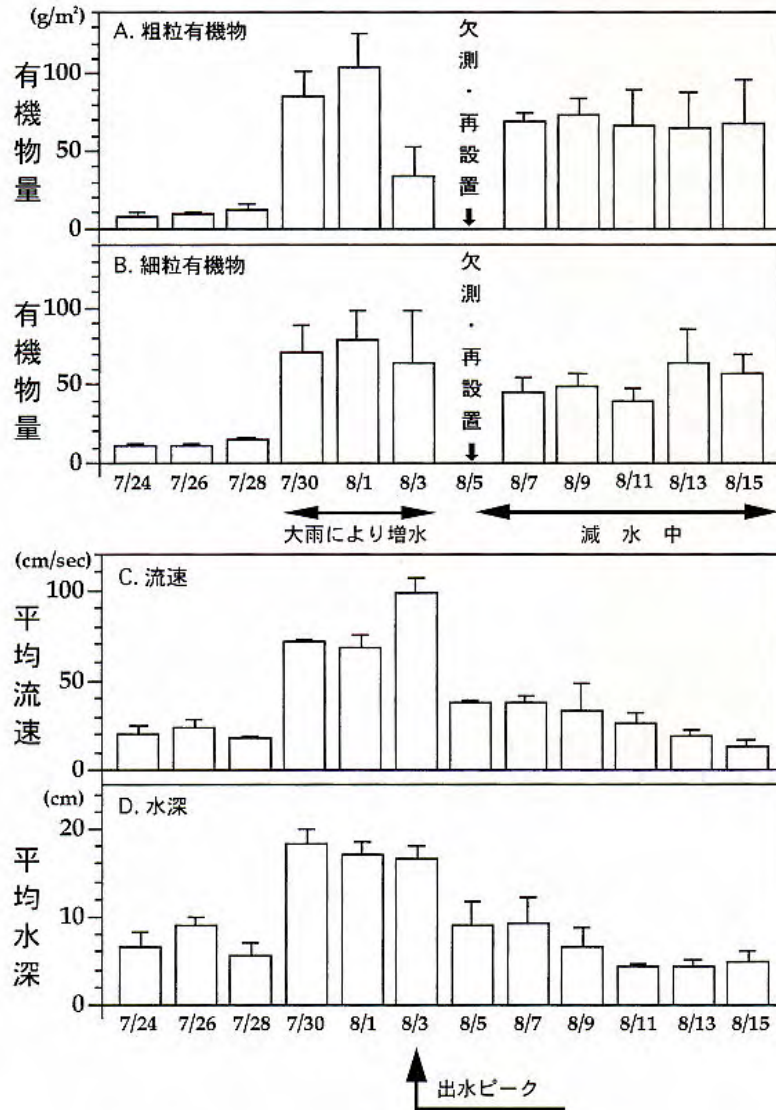 (g/m²)
A. 粗粒有機物
有機物量
100
50
0
欠測・再設置
B. 細粒有機物
有機物量
100
50
0
欠測・再設置
7/24 7/26 7/28 7/30 8/1 8/3 8/5 8/7 8/9 8/11 8/13 8/15
大雨により増水 減水中
(cm/sec)
C. 流速
平均流速
100
50
0
(cm)
D. 水深
平均水深
20
10
0
7/24 7/26 7/28 7/30 8/1 8/3 8/5 8/7 8/9 8/11 8/13 8/15
出水ピーク